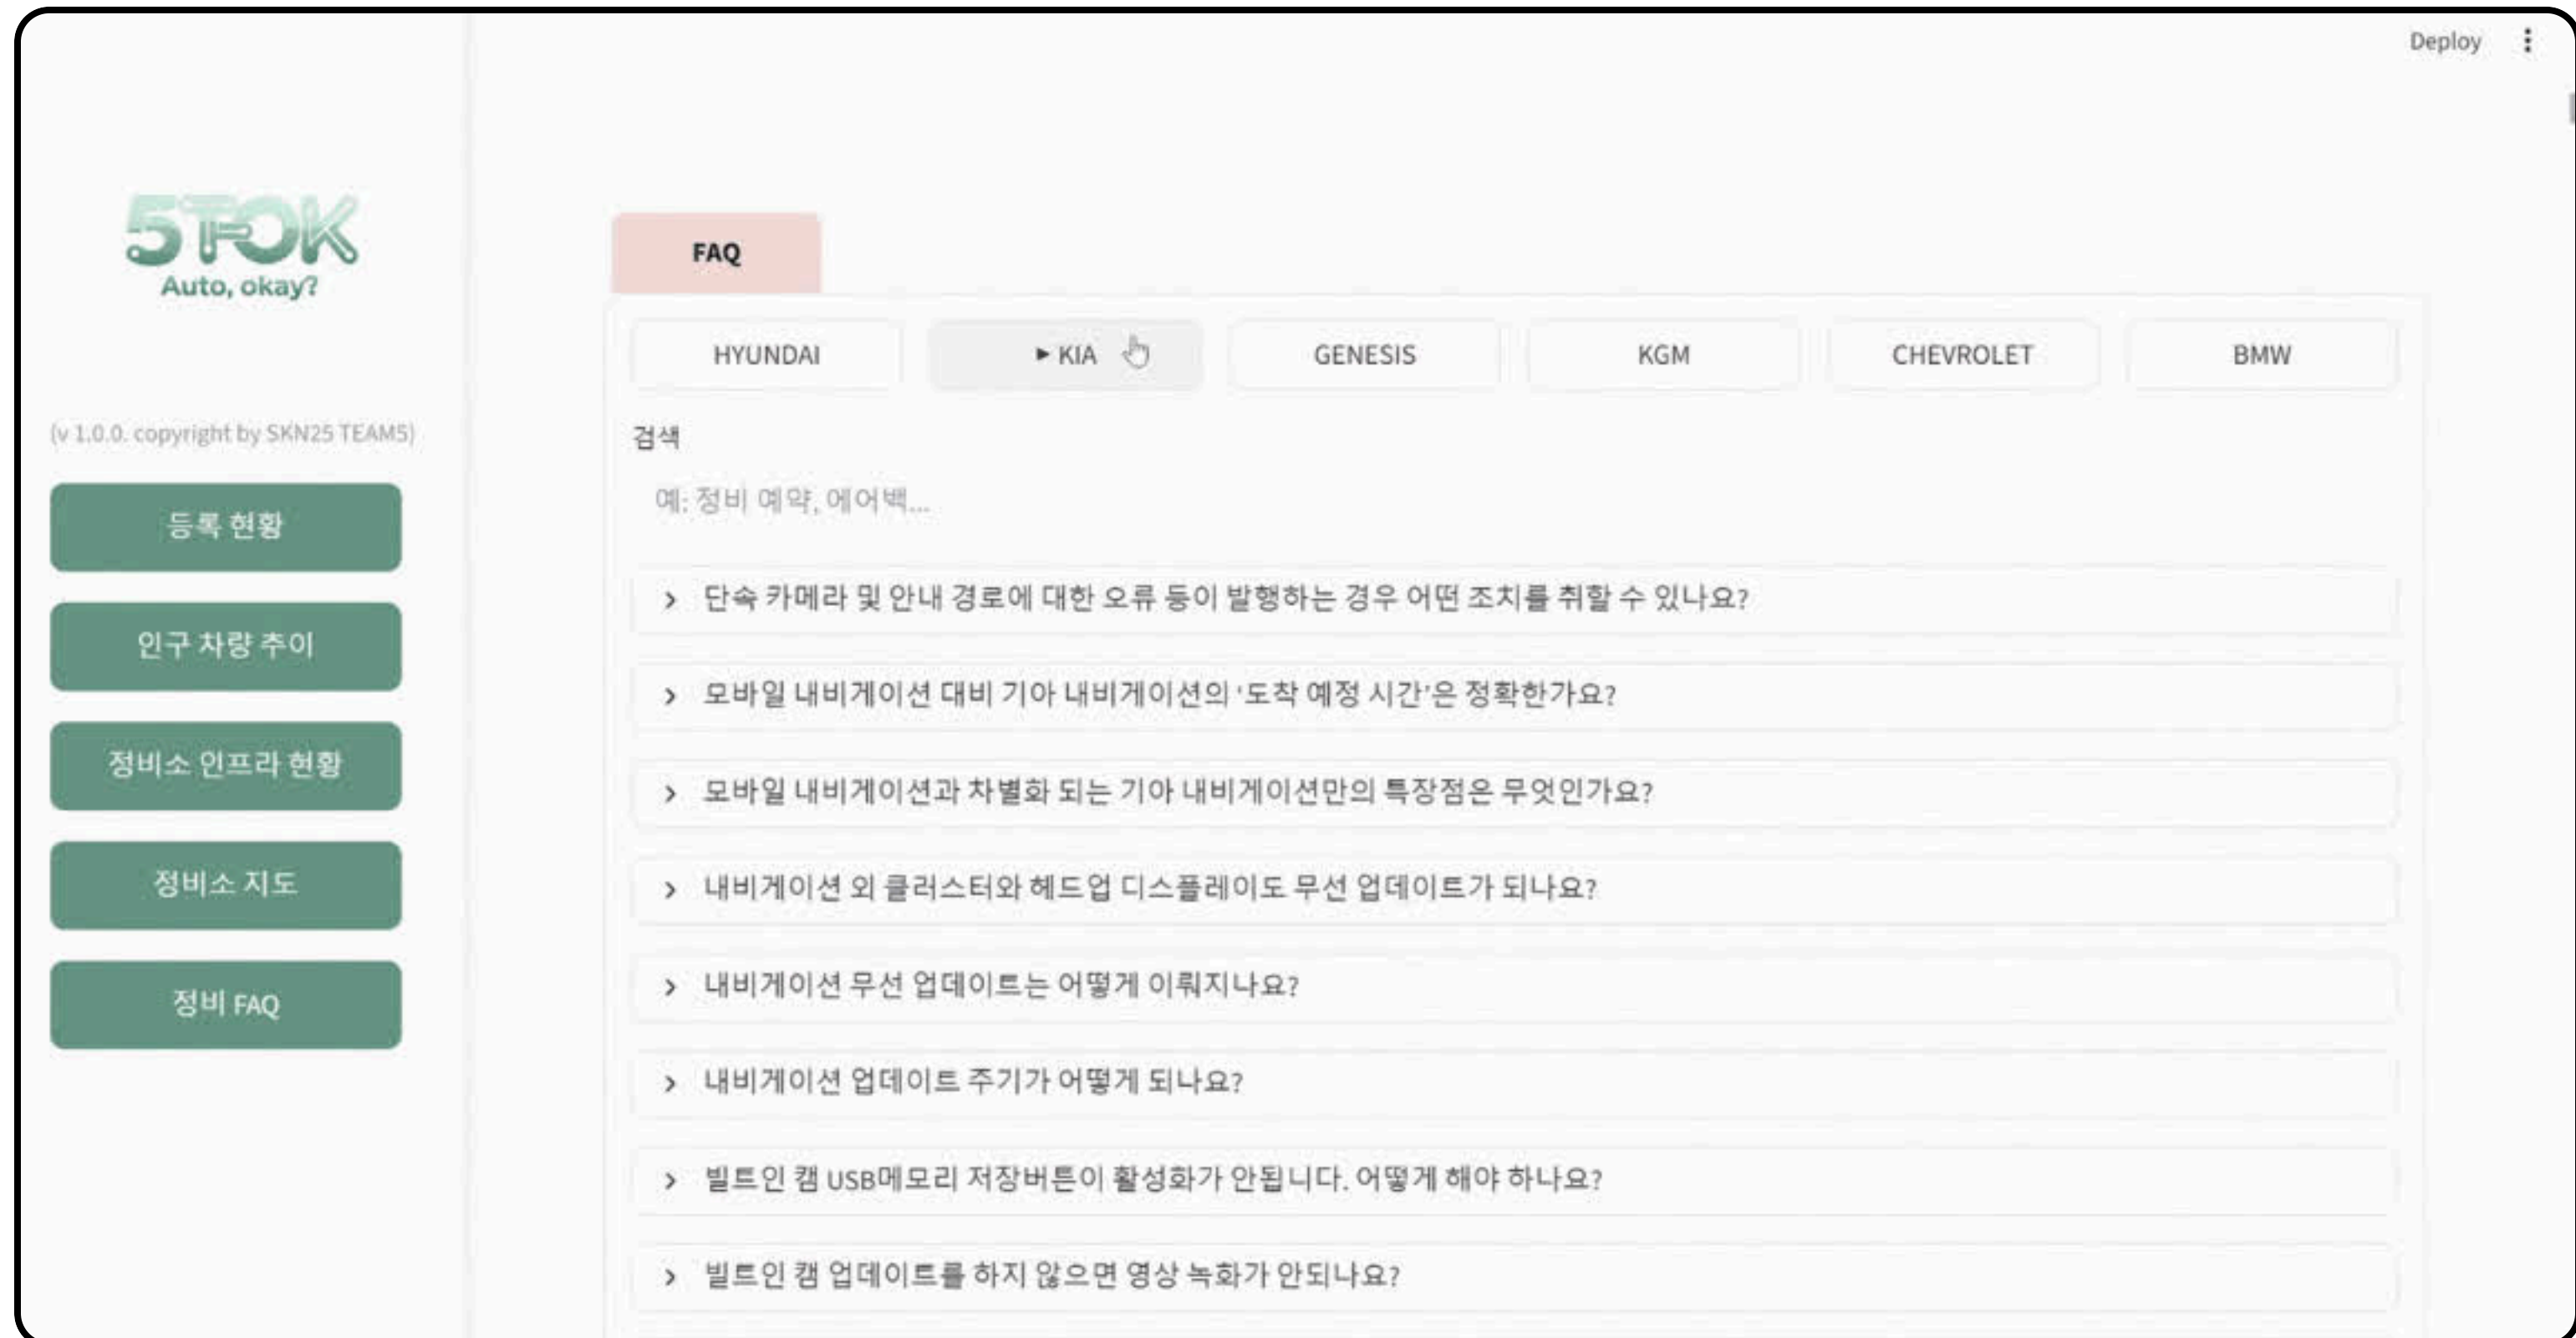 Deploy
5TOK
Auto, okay?
(v 1.0.0. copyright by SKN25 TEAM5)
등록 현황
인구 차량 추이
정비소 인프라 현황
정비소 지도
정비 FAQ
FAQ
HYUNDAI
▶ KIA
GENESIS
KGM
CHEVROLET
BMW
검색
예: 정비 예약, 에어백...
단속 카메라 및 안내 경로에 대한 오류 등이 발행하는 경우 어떤 조치를 취할 수 있나요?
모바일 내비게이션 대비 기아 내비게이션의 ‘도착 예정 시간’은 정확한가요?
모바일 내비게이션과 차별화 되는 기아 내비게이션만의 특장점은 무엇인가요?
내비게이션 외 클러스터와 헤드업 디스플레이도 무선 업데이트가 되나요?
내비게이션 무선 업데이트는 어떻게 이뤄지나요?
내비게이션 업데이트 주기가 어떻게 되나요?
빌트인 캠 USB메모리 저장버튼이 활성화가 안됩니다. 어떻게 해야 하나요?
빌트인 캠 업데이트를 하지 않으면 영상 녹화가 안되나요?